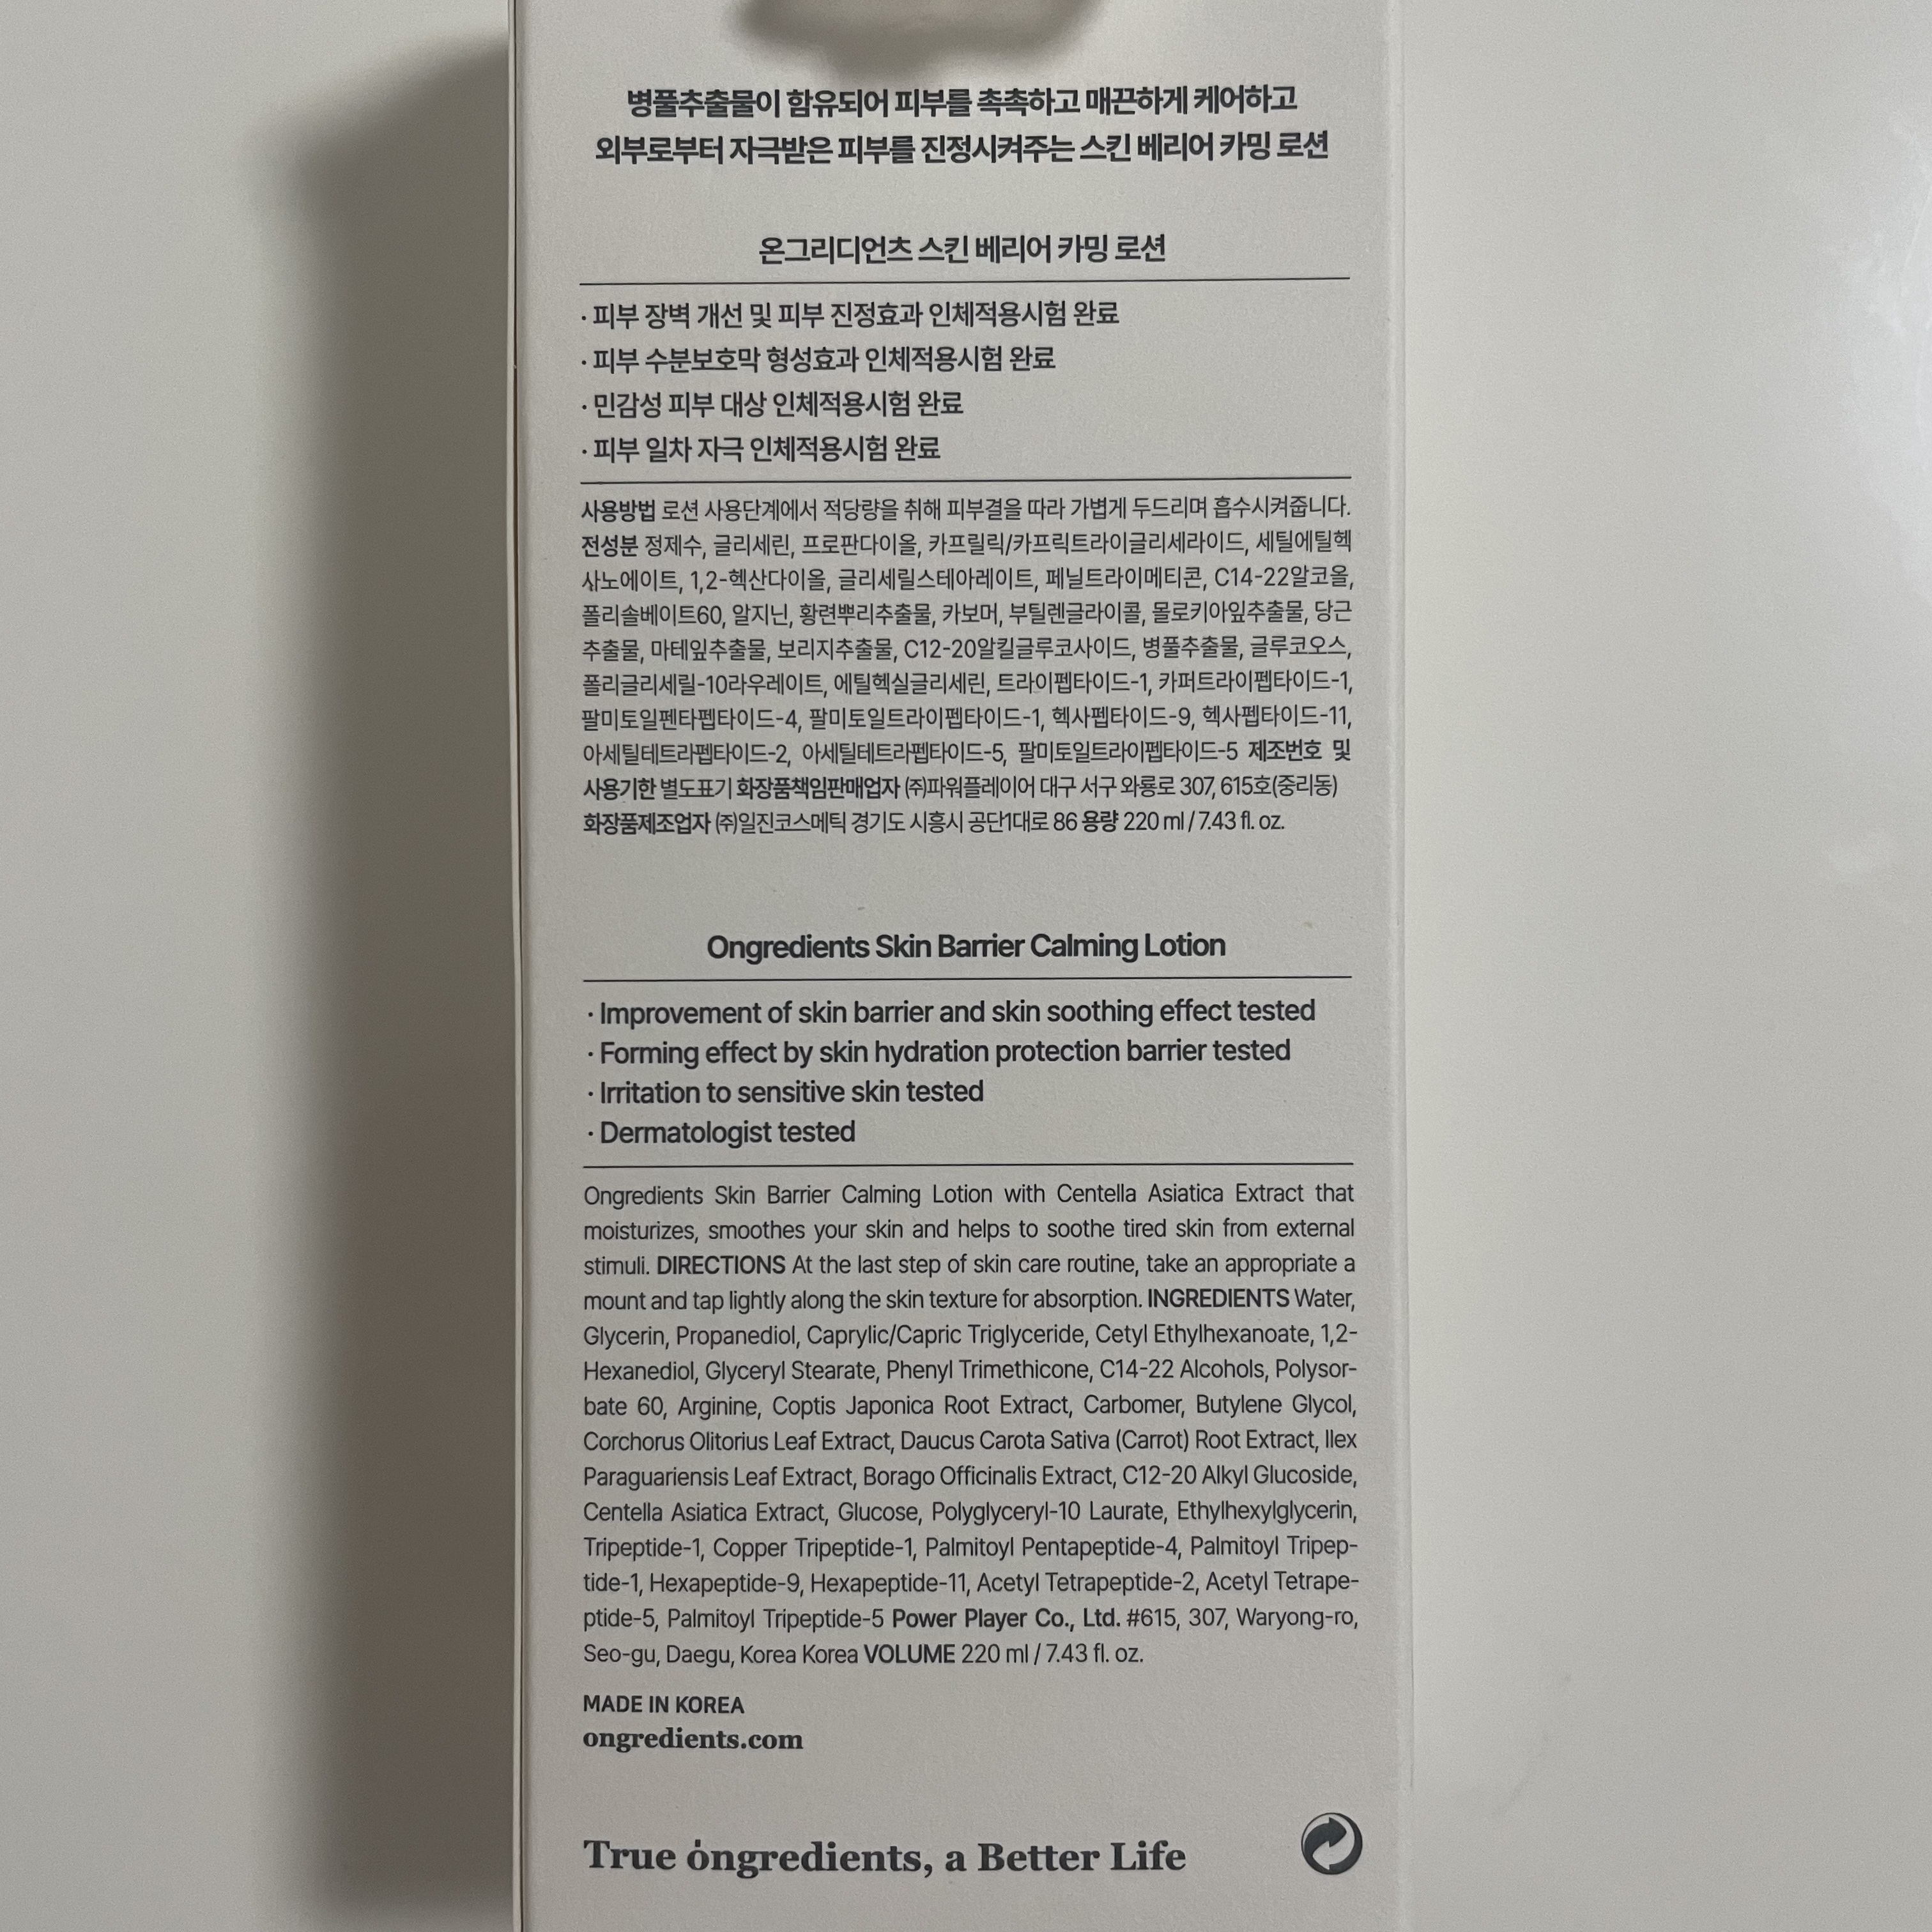 병풀추출물이 함유되어 피부를 촉촉하고 매끈하게 케어하고
외부로부터 자극받은 피부를 진정시켜주는 스킨 베리어 카밍 로션
온그리디언츠 스킨 베리어 카밍 로션
· 피부 장벽 개선 및 피부 진정효과 인체적용시험 완료
· 피부 수분보호막 형성효과 인체적용시험 완료
· 민감성 피부 대상 인체적용시험 완료
· 피부 일차 자극 인체적용시험 완료
사용방법 로션 사용단계에서 적당량을 취해 피부결을 따라 가볍게 두드리며 흡수시켜줍니다.
전성분 정제수, 글리세린, 프로판다이올, 카프릴릭/카프릭트라이글리세라이드, 세틸에틸헥
사노에이트, 1,2-헥산다이올, 글리세릴스테아레이트, 페닐트라이메티콘, C14-22알코올,
폴리솔베이트60, 알지닌, 황련뿌리추출물, 카보머, 부틸렌글라이콜, 몰로키아잎추출물, 당근
추출물, 마테잎추출물, 보리지추출물, C12-20알킬글루코사이드, 병풀추출물, 글루코오스,
폴리글리세릴-10라우레이트, 에틸헥실글리세린, 트라이펩타이드-1, 카퍼트라이펩타이드-1,
팔미토일펜타펩타이드-4, 팔미토일트라이펩타이드-1, 헥사펩타이드-9, 헥사펩타이드-11,
아세틸테트라펩타이드-2, 아세틸테트라펩타이드-5, 팔미토일트라이펩타이드-5 제조번호 및
사용기한 별도표기 화장품책임판매업자 ㈜파워플레이어 대구 서구 와룡로 307, 615호(중리동)
화장품제조업자 ㈜일진코스메틱 경기도 시흥시 공단1대로 86 용량 220 ml / 7.43 fl. oz.
Ongredients Skin Barrier Calming Lotion
· Improvement of skin barrier and skin soothing effect tested
· Forming effect by skin hydration protection barrier tested
· Irritation to sensitive skin tested
· Dermatologist tested
Ongredients Skin Barrier Calming Lotion with Centella Asiatica Extract that
moisturizes, smoothes your skin and helps to soothe tired skin from external
stimuli. DIRECTIONS At the last step of skin care routine, take an appropriate a
mount and tap lightly along the skin texture for absorption. INGREDIENTS Water,
Glycerin, Propanediol, Caprylic/Capric Triglyceride, Cetyl Ethylhexanoate, 1,2-
Hexanediol, Glyceryl Stearate, Phenyl Trimethicone, C14-22 Alcohols, Polysor-
bate 60, Arginine, Coptis Japonica Root Extract, Carbomer, Butylene Glycol,
Corchorus Olitorius Leaf Extract, Daucus Carota Sativa (Carrot) Root Extract, Ilex
Paraguariensis Leaf Extract, Borago Officinalis Extract, C12-20 Alkyl Glucoside,
Centella Asiatica Extract, Glucose, Polyglyceryl-10 Laurate, Ethylhexylglycerin,
Tripeptide-1, Copper Tripeptide-1, Palmitoyl Pentapeptide-4, Palmitoyl Tripep-
tide-1, Hexapeptide-9, Hexapeptide-11, Acetyl Tetrapeptide-2, Acetyl Tetrape-
ptide-5, Palmitoyl Tripeptide-5 Power Player Co., Ltd. #615, 307, Waryong-ro,
Seo-gu, Daegu, Korea Korea VOLUME 220 ml / 7.43 fl. oz.
MADE IN KOREA
ongredients.com
True ȯngredients, a Better Life